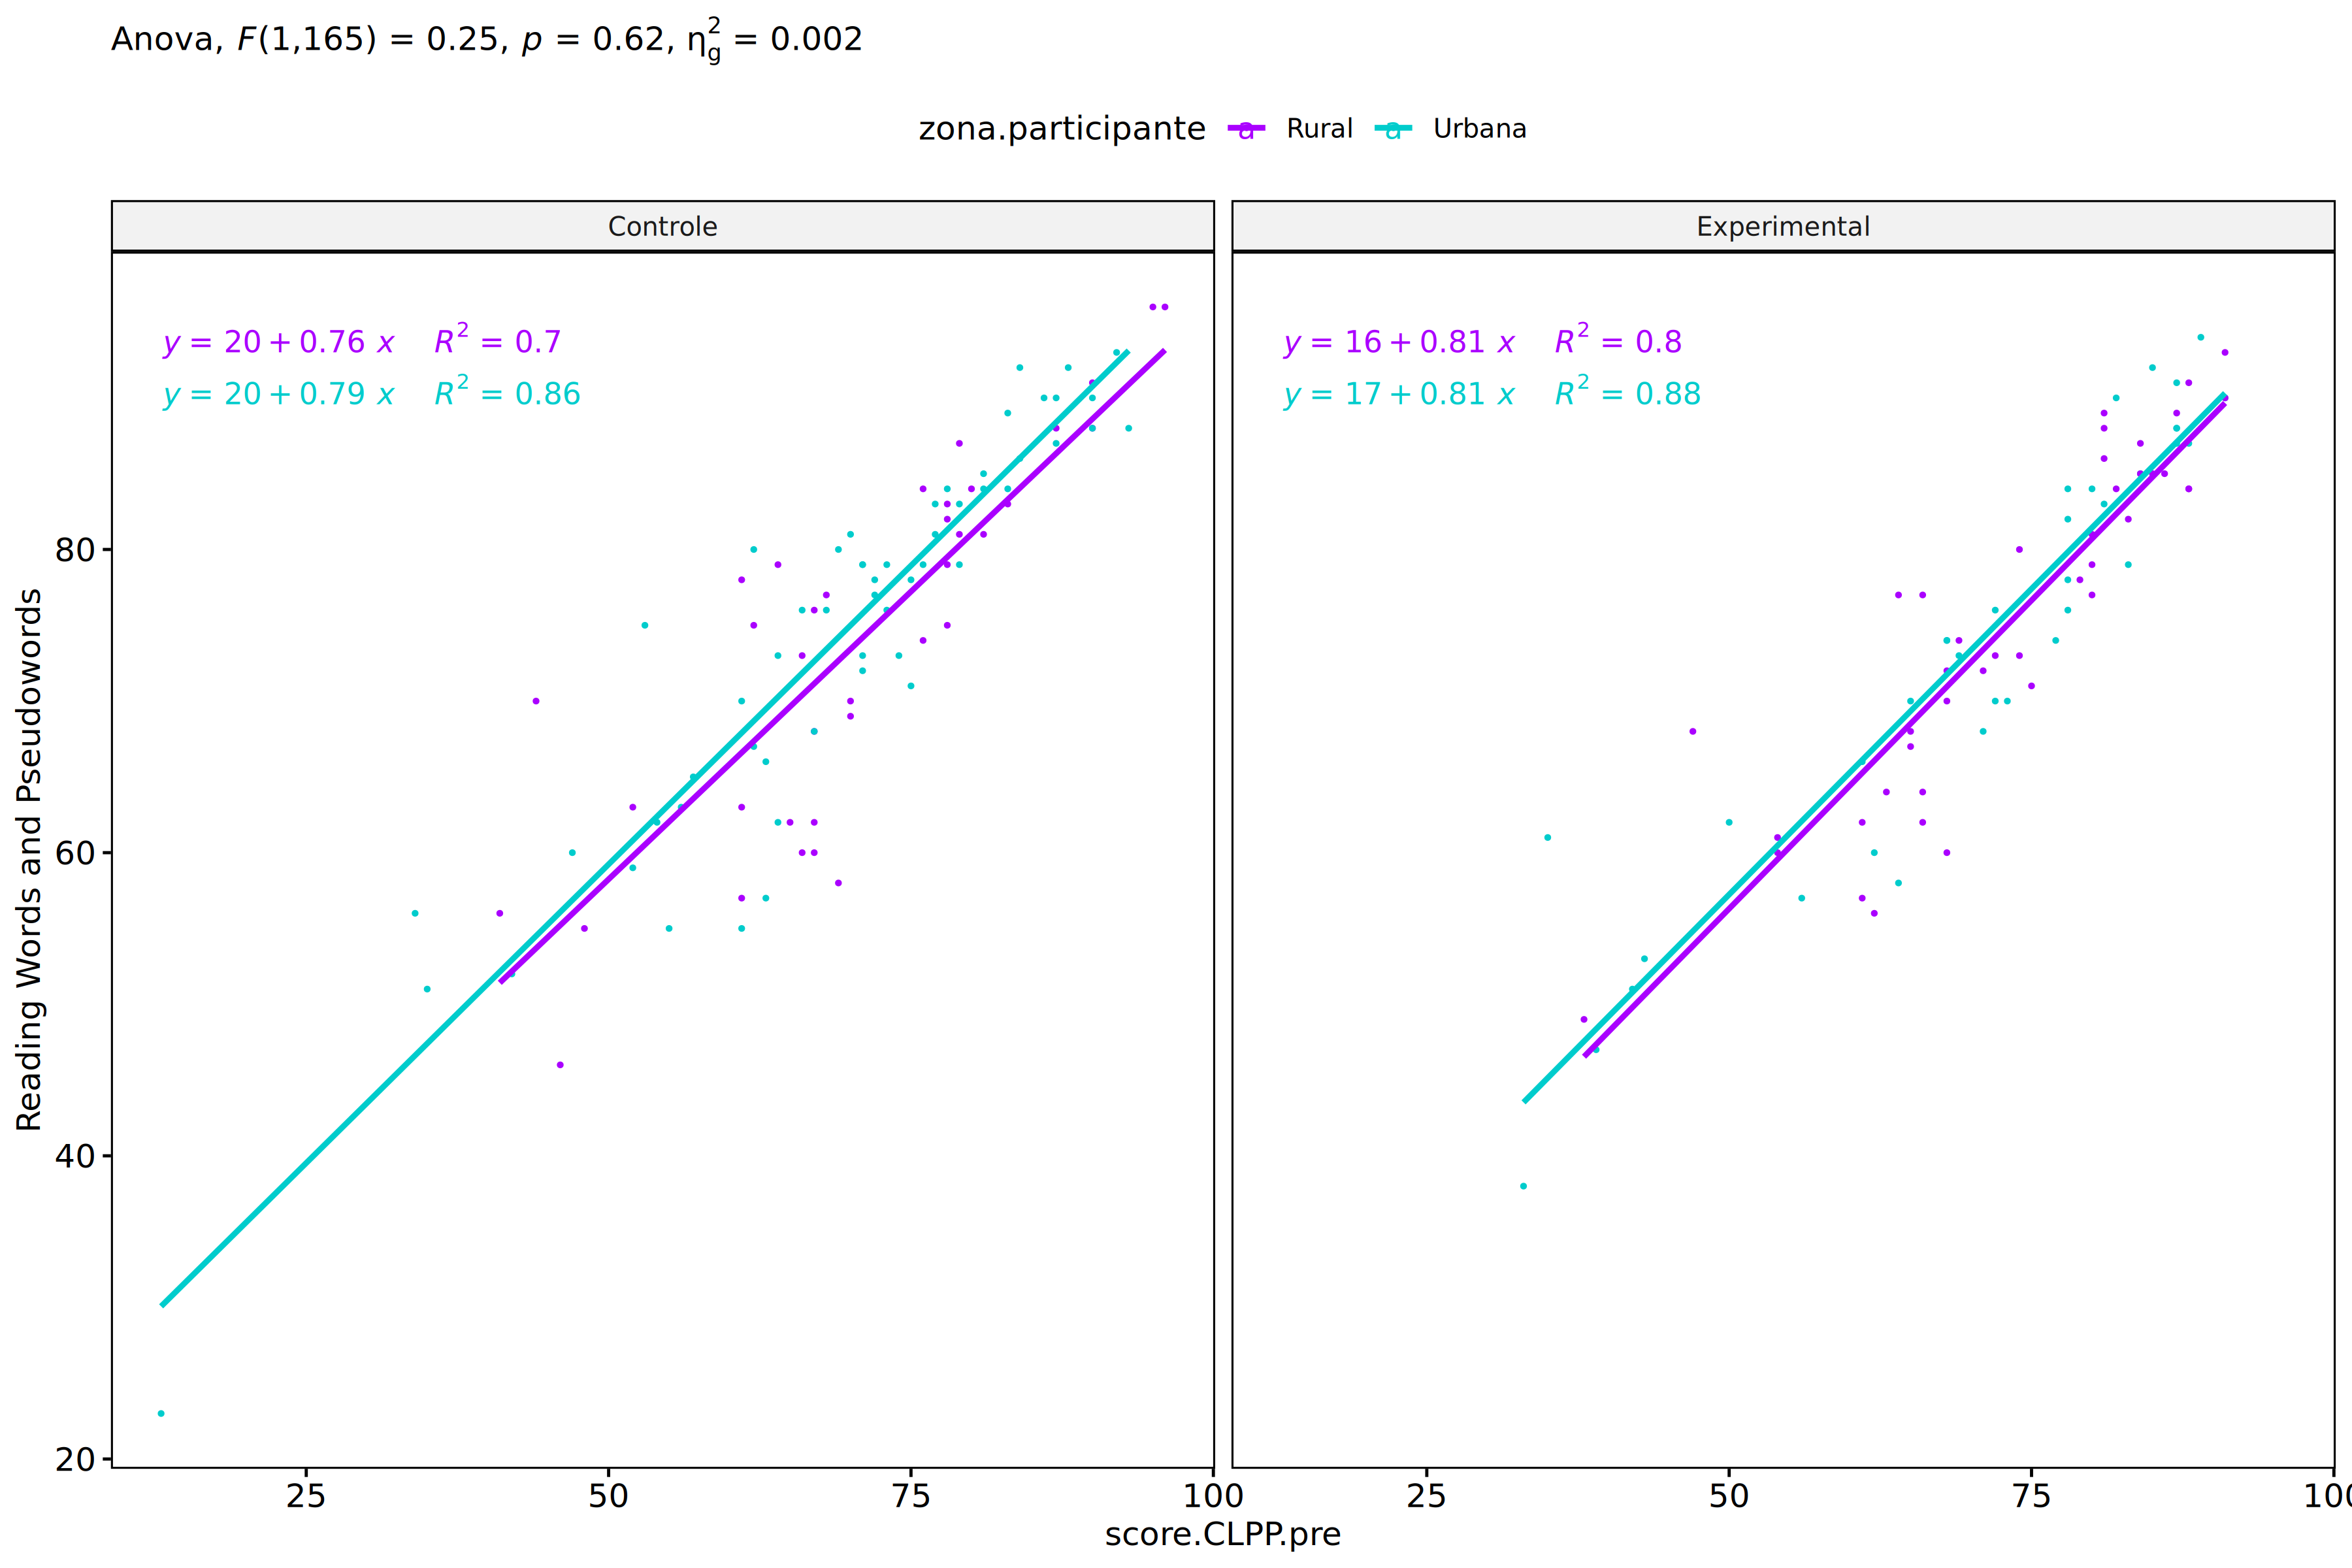 Anova, F(1,165) = 0.25, p = 0.62, η²g = 0.002
zona.participante a Rural a Urbana
Controle
Experimental
y = 20 + 0.76 x R² = 0.7
y = 20 + 0.79 x R² = 0.86
y = 16 + 0.81 x R² = 0.8
y = 17 + 0.81 x R² = 0.88
Reading Words and Pseudowords
80
60
40
20
25 50 75 100
25 50 75 100
score.CLPP.pre